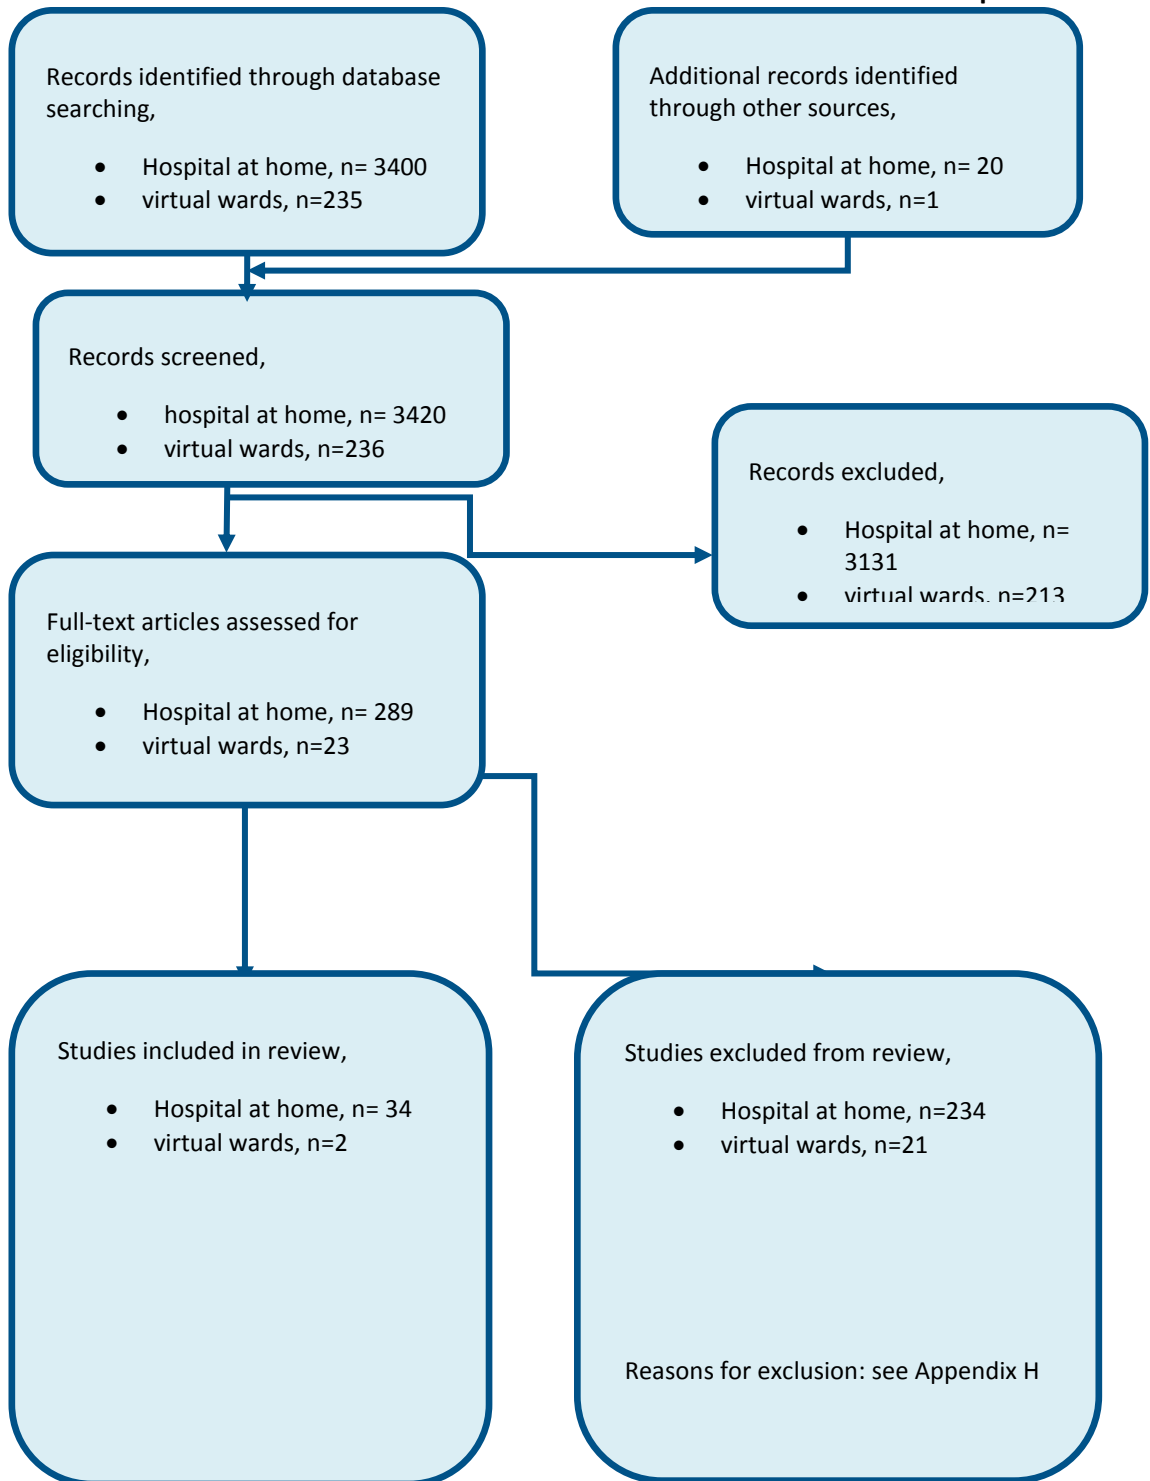 Records identified through database
searching,
• Hospital at home, n= 3400
• virtual wards, n=235
Additional records identified
through other sources,
• Hospital at home, n= 20
• virtual wards, n=1
Records screened,
• hospital at home, n= 3420
• virtual wards, n=236
Records excluded,
• Hospital at home, n=
3131
• virtual wards, n=213
Full-text articles assessed for
eligibility,
• Hospital at home, n= 289
• virtual wards, n=23
Studies included in review,
• Hospital at home, n= 34
• virtual wards, n=2
Studies excluded from review,
• Hospital at home, n=234
• virtual wards, n=21
Reasons for exclusion: see Appendix H